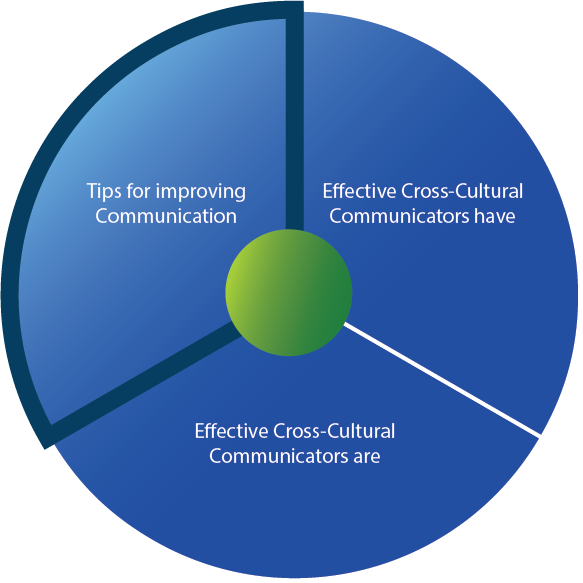 Tips for improving
Communication
Effective Cross-Cultural
Communicators have
Effective Cross-Cultural
Communicators are